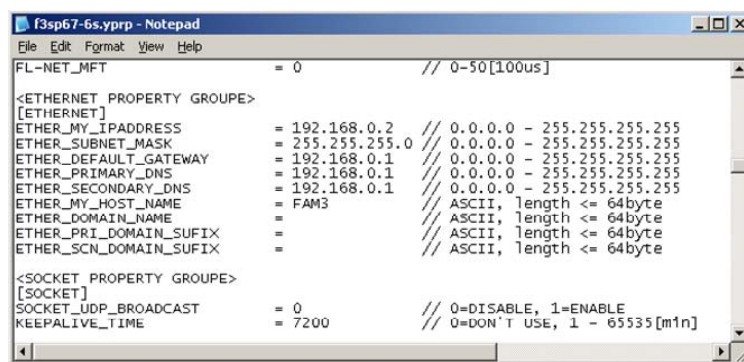 f3sp67-6s.yprp - Notepad
File Edit Format View Help
FL-NET_MFT = 0 // 0-50[100us]
<ETHERNET PROPERTY GROUPE>
[ETHERNET]
ETHER_MY_IPADDRESS = 192.168.0.2 // 0.0.0.0 - 255.255.255.255
ETHER_SUBNET_MASK = 255.255.255.0 // 0.0.0.0 - 255.255.255.255
ETHER_DEFAULT_GATEWAY = 192.168.0.1 // 0.0.0.0 - 255.255.255.255
ETHER_PRIMARY_DNS = 192.168.0.1 // 0.0.0.0 - 255.255.255.255
ETHER_SECONDARY_DNS = 192.168.0.1 // 0.0.0.0 - 255.255.255.255
ETHER_MY_HOST_NAME = FAM3 // ASCII, length <= 64byte
ETHER_DOMAIN_NAME = // ASCII, length <= 64byte
ETHER_PRI_DOMAIN_SUFIX = // ASCII, length <= 64byte
ETHER_SCN_DOMAIN_SUFIX = // ASCII, length <= 64byte
<SOCKET PROPERTY GROUPE>
[SOCKET]
SOCKET_UDP_BROADCAST = 0 // 0=DISABLE, 1=ENABLE
KEEPALIVE_TIME = 7200 // 0=DON'T USE, 1 - 65535[min]